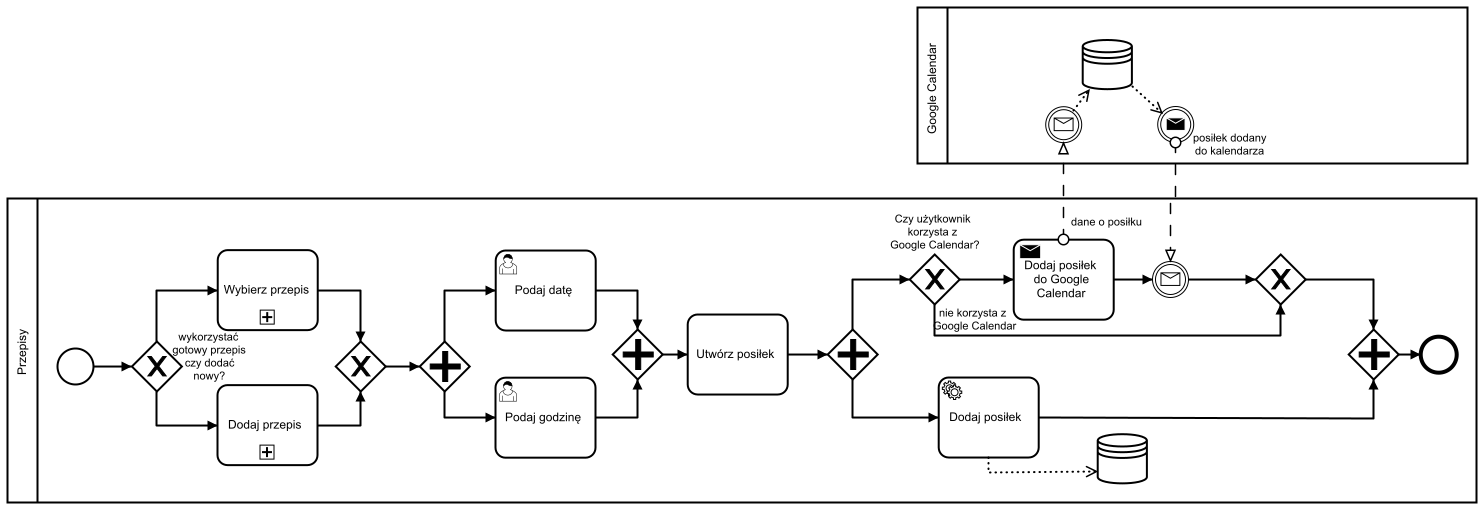 Google Calendar
posiłek dodany
do kalendarza
Przepisy
Wybierz przepis
wykorzystać
gotowy przepis
czy dodać
nowy?
Dodaj przepis
Podaj datę
Podaj godzinę
Utwórz posiłek
Czy użytkownik
korzysta z
Google Calendar?
dane o posiłku
Dodaj posiłek
do Google
Calendar
nie korzysta z
Google Calendar
Dodaj posiłek